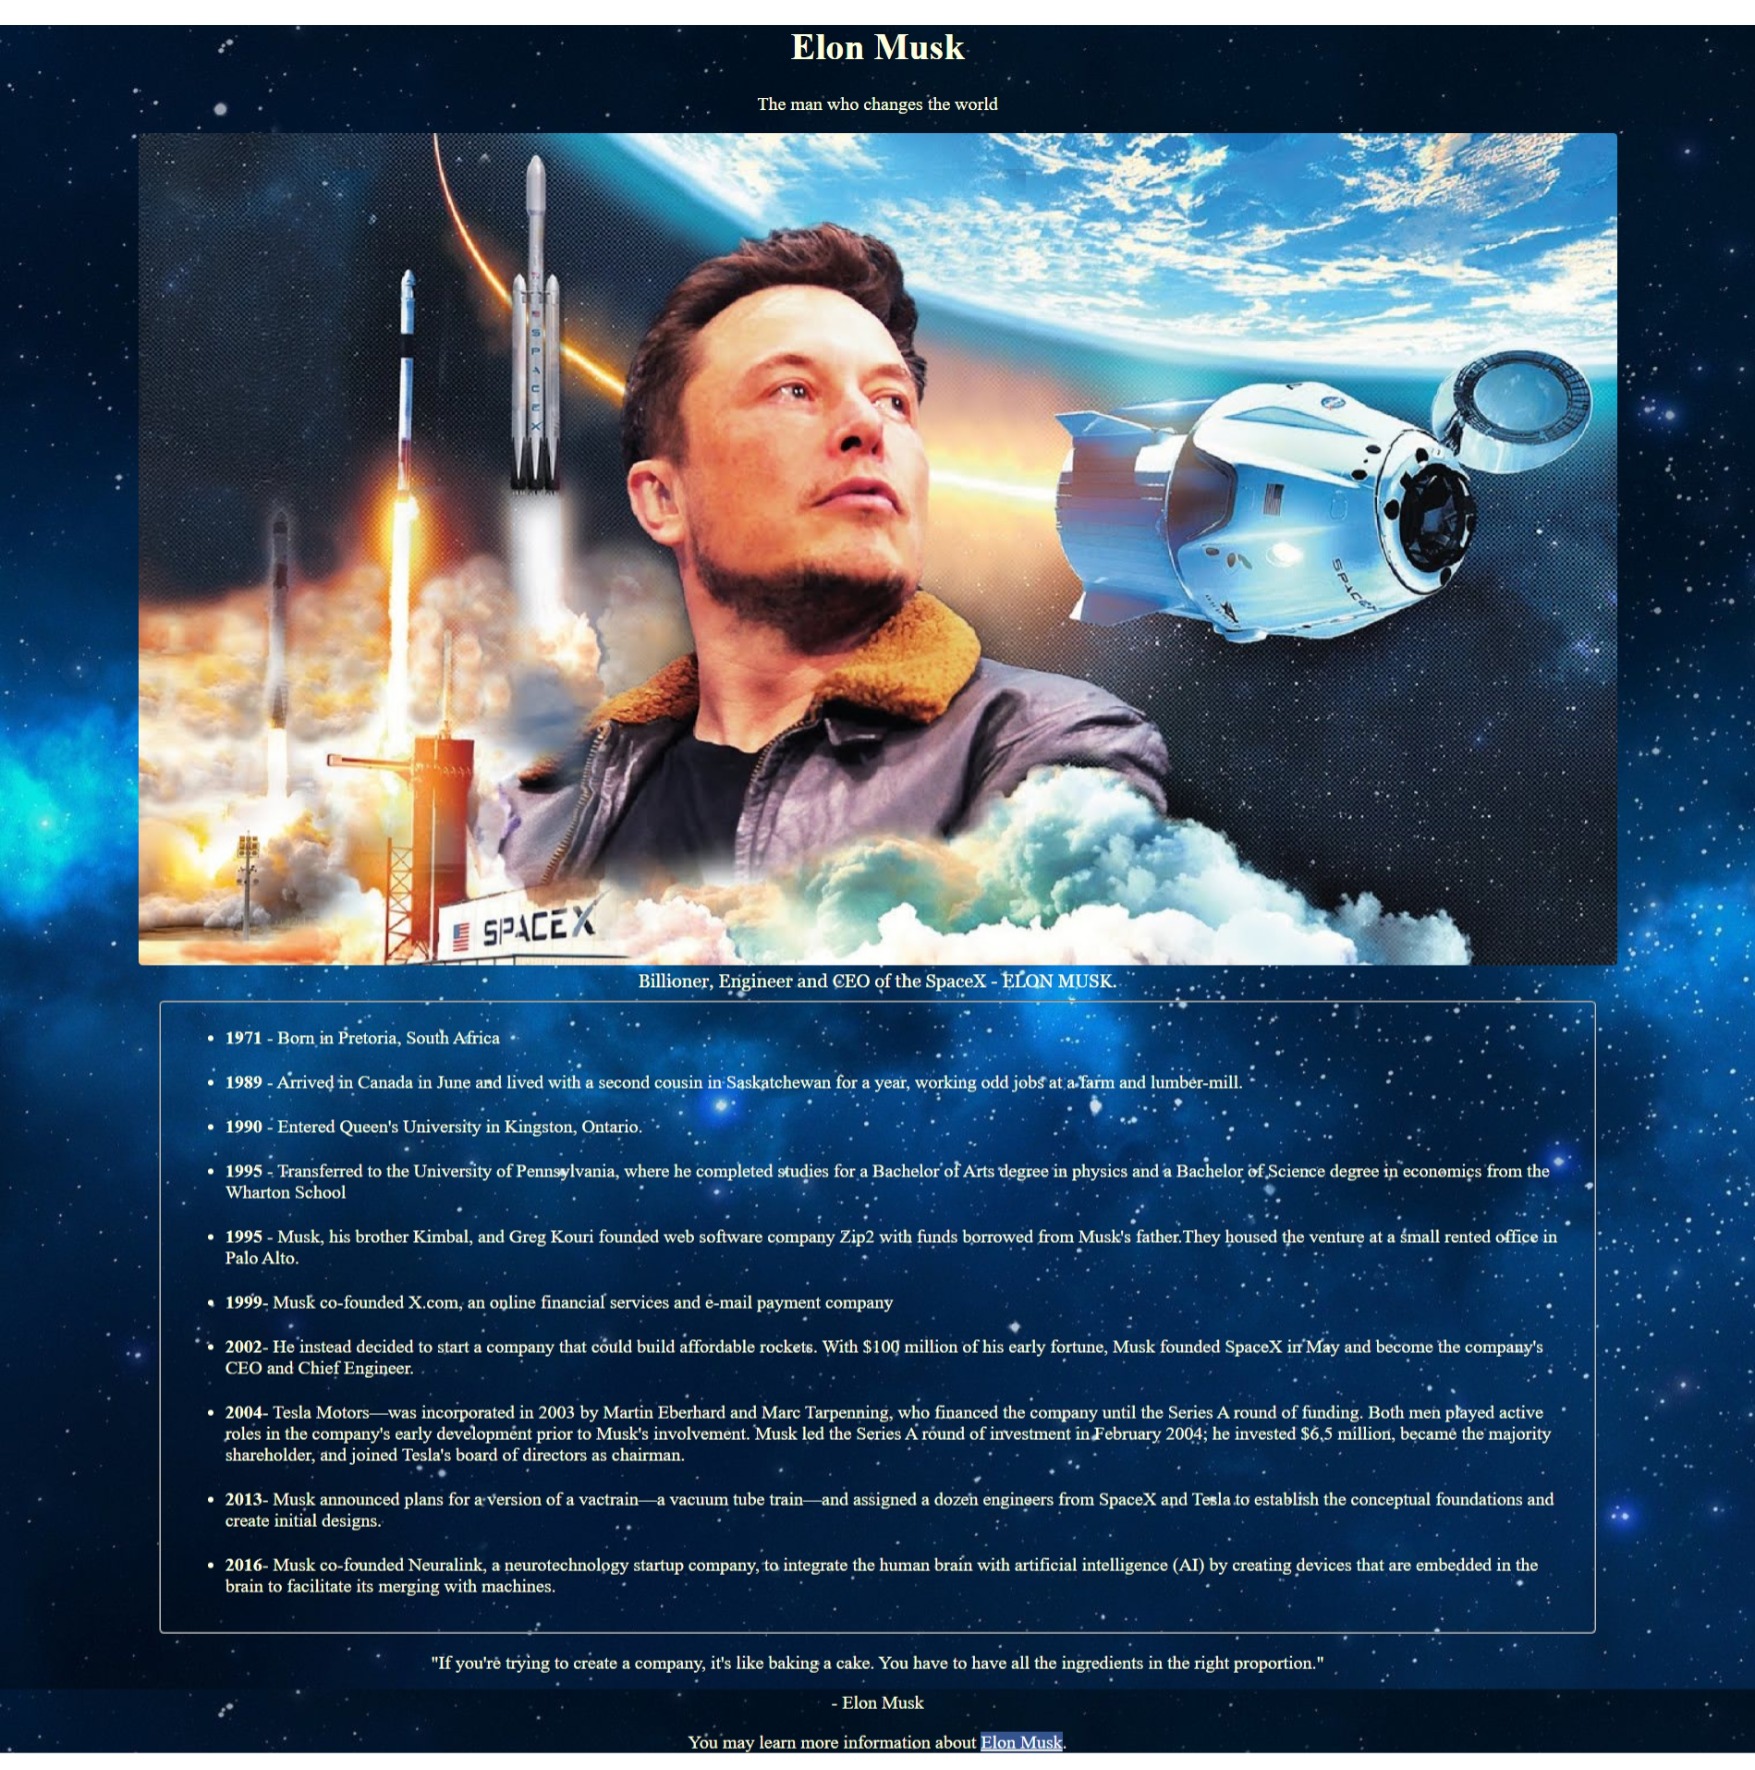 Elon Musk
The man who changes the world
SPACEX
SPACEX
SPACEX
Billioner, Engineer and CEO of the SpaceX - ELON MUSK.
• 1971 - Born in Pretoria, South Africa
• 1989 - Arrived in Canada in June and lived with a second cousin in Saskatchewan for a year, working odd jobs at a farm and lumber-mill.
• 1990 - Entered Queen's University in Kingston, Ontario.
• 1995 - Transferred to the University of Pennsylvania, where he completed studies for a Bachelor of Arts degree in physics and a Bachelor of Science degree in economics from the
Wharton School
• 1995 - Musk, his brother Kimbal, and Greg Kouri founded web software company Zip2 with funds borrowed from Musk's father.They housed the venture at a small rented office in
Palo Alto.
• 1999- Musk co-founded X.com, an online financial services and e-mail payment company
• 2002- He instead decided to start a company that could build affordable rockets. With $100 million of his early fortune, Musk founded SpaceX in May and become the company's
CEO and Chief Engineer.
• 2004- Tesla Motors—was incorporated in 2003 by Martin Eberhard and Marc Tarpenning, who financed the company until the Series A round of funding. Both men played active
roles in the company's early development prior to Musk's involvement. Musk led the Series A round of investment in February 2004; he invested $6,5 million, became the majority
shareholder, and joined Tesla's board of directors as chairman.
• 2013- Musk announced plans for a version of a vactrain—a vacuum tube train—and assigned a dozen engineers from SpaceX and Tesla to establish the conceptual foundations and
create initial designs.
• 2016- Musk co-founded Neuralink, a neurotechnology startup company, to integrate the human brain with artificial intelligence (AI) by creating devices that are embedded in the
brain to facilitate its merging with machines.
"If you're trying to create a company, it's like baking a cake. You have to have all the ingredients in the right proportion."
- Elon Musk
You may learn more information about Elon Musk.